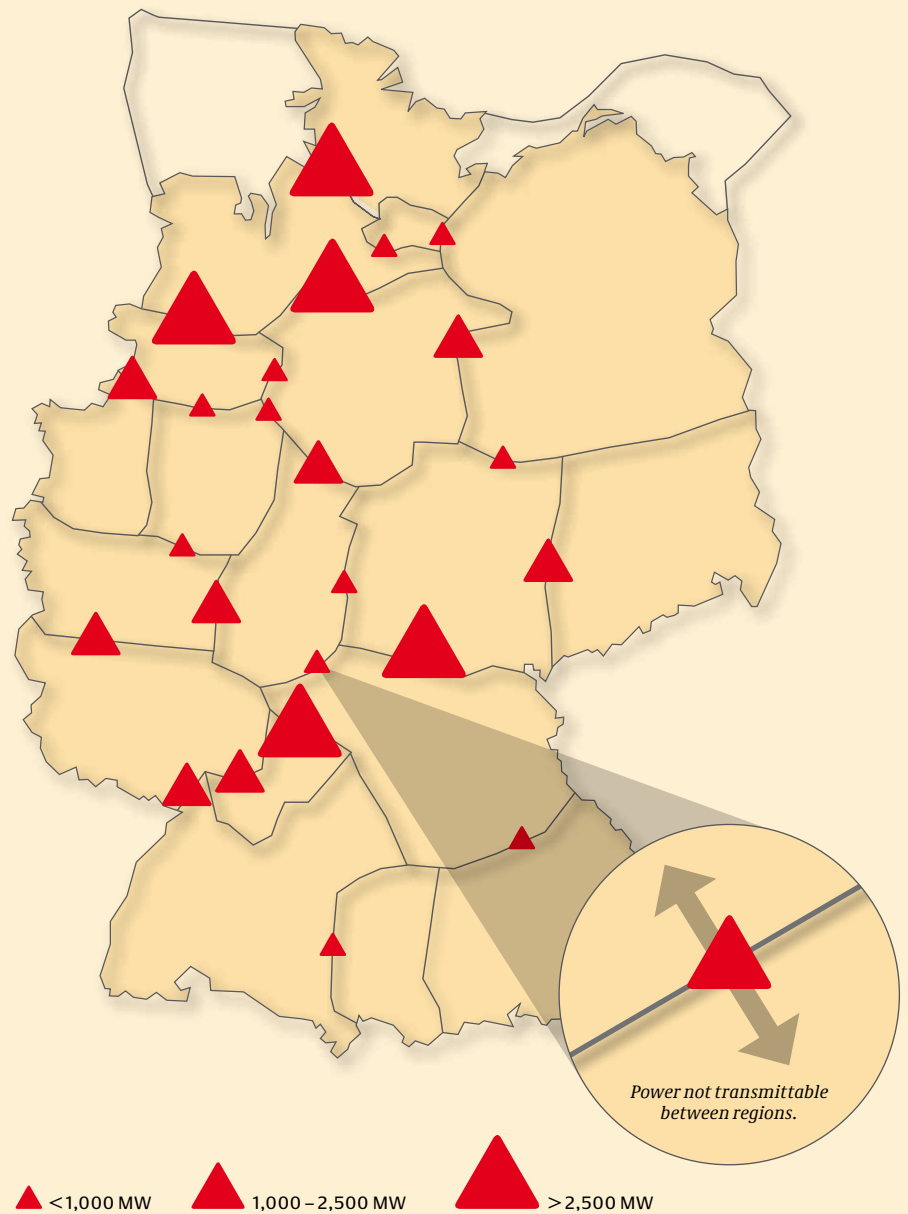 Power not transmittable
between regions.
<1,000 MW
1,000–2,500 MW
>2,500 MW